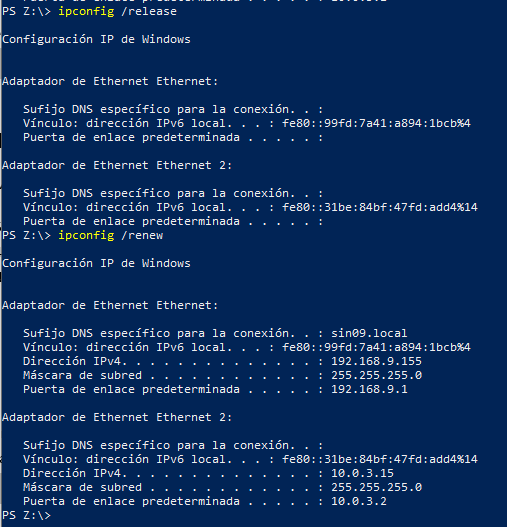 PS Z:\> ipconfig /release
Configuración IP de Windows
Adaptador de Ethernet Ethernet:
Sufijo DNS específico para la conexión. . :
Vínculo: dirección IPv6 local. . . : fe80::99fd:7a41:a894:1bcb%4
Puerta de enlace predeterminada . . . . . :
Adaptador de Ethernet Ethernet 2:
Sufijo DNS específico para la conexión. . :
Vínculo: dirección IPv6 local. . . : fe80::31be:84bf:47fd:add4%14
Puerta de enlace predeterminada . . . . . :
PS Z:\> ipconfig /renew
Configuración IP de Windows
Adaptador de Ethernet Ethernet:
Sufijo DNS específico para la conexión. . : sin09.local
Vínculo: dirección IPv6 local. . . : fe80::99fd:7a41:a894:1bcb%4
Dirección IPv4. . . . . . . . . . . . . . : 192.168.9.155
Máscara de subred . . . . . . . . . . . . : 255.255.255.0
Puerta de enlace predeterminada . . . . . : 192.168.9.1
Adaptador de Ethernet Ethernet 2:
Sufijo DNS específico para la conexión. . :
Vínculo: dirección IPv6 local. . . : fe80::31be:84bf:47fd:add4%14
Dirección IPv4. . . . . . . . . . . . . . : 10.0.3.15
Máscara de subred . . . . . . . . . . . . : 255.255.255.0
Puerta de enlace predeterminada . . . . . : 10.0.3.2
PS Z:\>